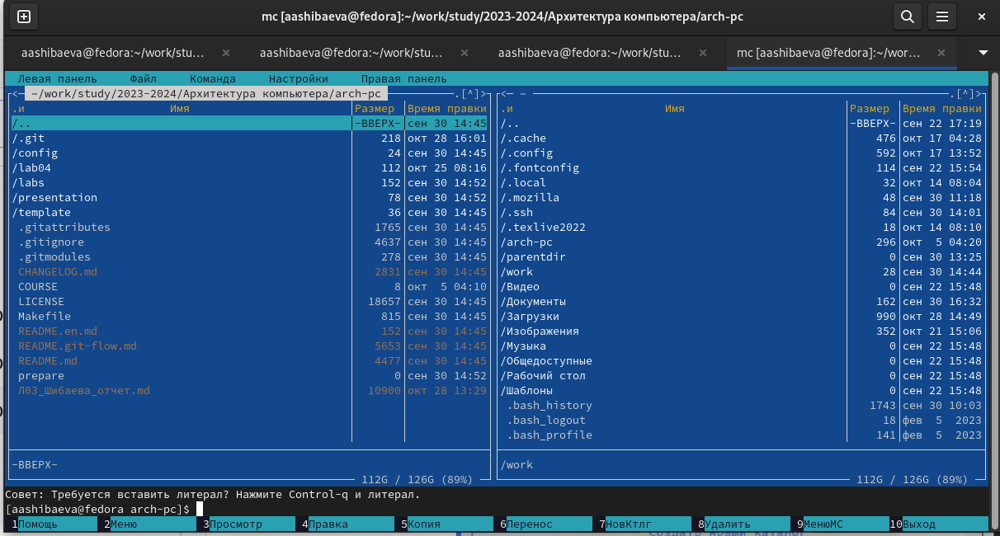 mc [aashibaeva@fedora]:~/work/study/2023-2024/Архитектура компьютера/arch-pc
aashibaeva@fedora:~/work/stu… aashibaeva@fedora:~/work/stu… aashibaeva@fedora:~/work/stu… mc [aashibaeva@fedora]:~/wor…
Левая панель Файл Команда Настройки Правая панель
<- ~/work/study/2023-2024/Архитектура компьютера/arch-pc .[^]> <- ~ .[^]>
.и Имя Размер Время правки .и Имя Размер Время правки
/.. -ВВЕРХ- сен 30 14:45 /.. -ВВЕРХ- сен 22 17:19
/.git 218 окт 28 16:01 /.cache 476 окт 17 04:28
/config 24 сен 30 14:45 /.config 592 окт 17 13:52
/lab04 112 окт 25 08:16 /.fontconfig 114 сен 22 15:54
/labs 152 сен 30 14:52 /.local 32 окт 14 08:04
/presentation 78 сен 30 14:52 /.mozilla 48 сен 30 11:18
/template 36 сен 30 14:45 /.ssh 84 сен 30 14:01
.gitattributes 1765 сен 30 14:45 /.texlive2022 18 окт 14 08:10
.gitignore 4637 сен 30 14:45 /arch-pc 296 окт 5 04:20
.gitmodules 278 сен 30 14:45 /parentdir 0 сен 30 13:25
CHANGELOG.md 2831 сен 30 14:45 /work 28 сен 30 14:44
COURSE 8 окт 5 04:10 /Видео 0 сен 22 15:48
LICENSE 18657 сен 30 14:45 /Документы 162 сен 30 16:32
Makefile 815 сен 30 14:45 /Загрузки 990 окт 28 14:49
README.en.md 152 сен 30 14:45 /Изображения 352 окт 21 15:06
README.git-flow.md 5653 сен 30 14:45 /Музыка 0 сен 22 15:48
README.md 4477 сен 30 14:45 /Общедоступные 0 сен 22 15:48
prepare 0 сен 30 14:52 /Рабочий стол 0 сен 22 15:48
Л03_Шибаева_отчет.md 10900 окт 28 13:29 /Шаблоны 0 сен 22 15:48
.bash_history 1743 сен 30 10:03
.bash_logout 18 фев 5 2023
.bash_profile 141 фев 5 2023
-ВВЕРХ- /work
112G / 126G (89%) 112G / 126G (89%)
Совет: Требуется вставить литерал? Нажмите Control-q и литерал.
[aashibaeva@fedora arch-pc]$
1Помощь 2Меню 3Просмотр 4Правка 5Копия 6Перенос 7НовКтлг 8Удалить 9МенюМС 10Выход